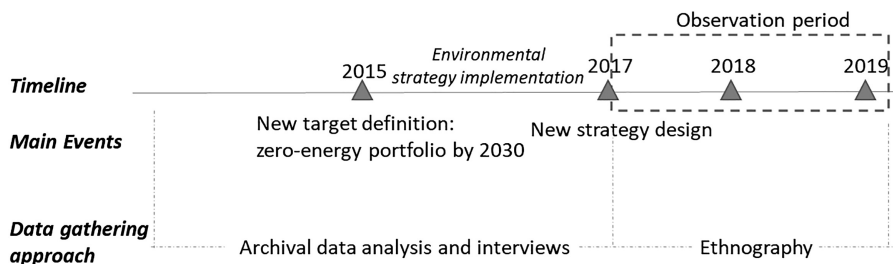 Observation period
Environmental
strategy implementation
2015
2017
2018
2019
Timeline
New target definition:
zero-energy portfolio by 2030
New strategy design
Main Events
Data gathering
approach
Archival data analysis and interviews
Ethnography